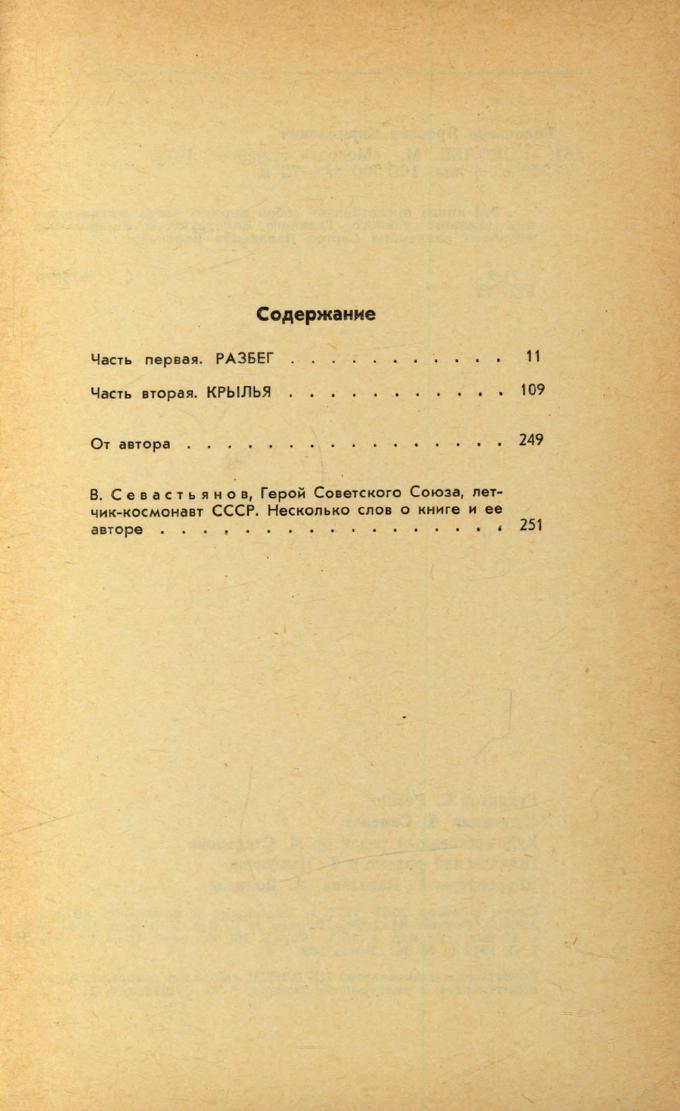 Содержание
Часть первая. РАЗБЕГ . . . . . . . . . . . . 11
Часть вторая. КРЫЛЬЯ . . . . . . . . . . . . 109
От автора . . . . . . . . . . . . . . . . . . 249
В. Севастьянов, Герой Советского Союза, лет-
чик-космонавт СССР. Несколько слов о книге и ее
авторе . . . . . . . . . . . . . . . . . . . . 251